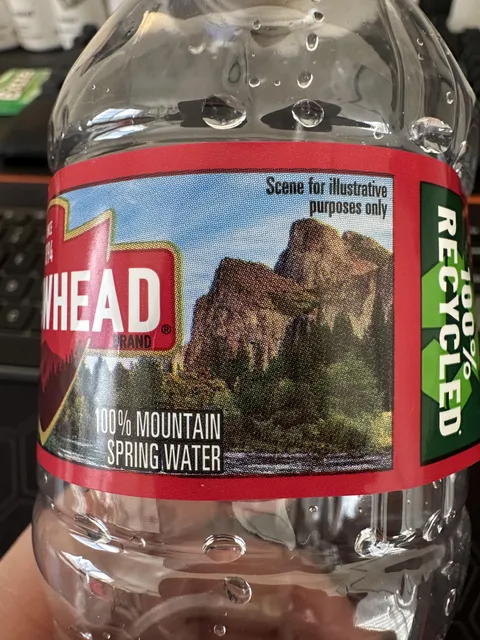 Scene for illustrative
purposes only
WHEAD®
BRAND
100% MOUNTAIN
SPRING WATER
100%
RECYCLED